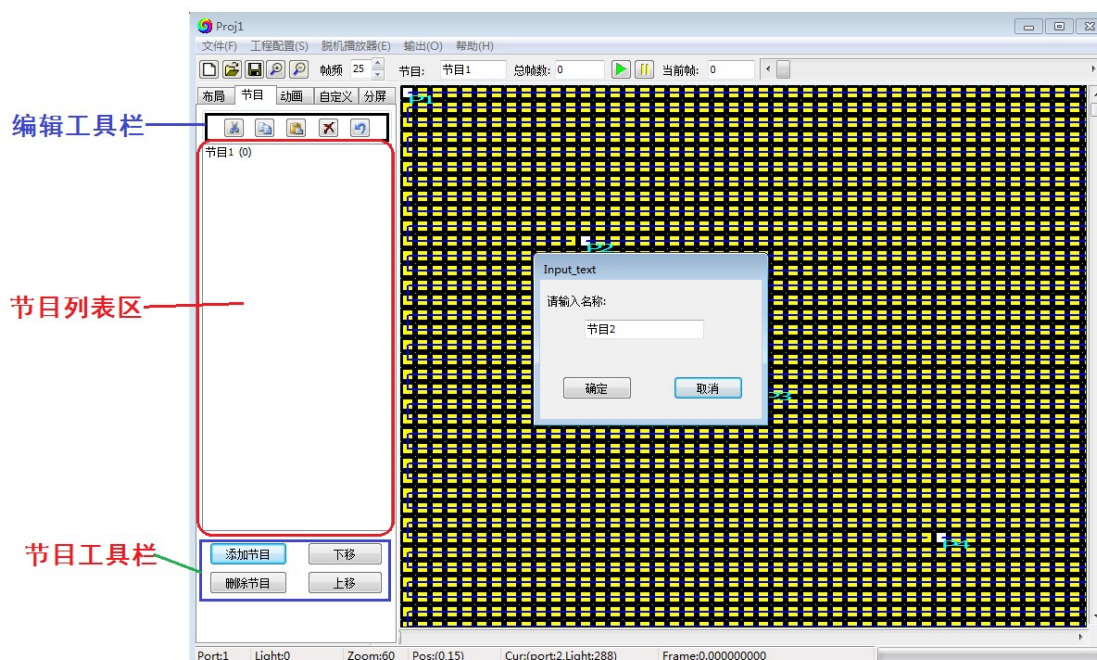 Proj1
文件(F) 工程配置(S) 脱机播放器(E) 输出(O) 帮助(H)
帧频 25 节目: 节目1 总帧数: 0 当前帧: 0
布局 节目 动画 自定义 分屏
P1
编辑工具栏
节目1 (0)
P2
Input_text
请输入名称:
节目2
节目列表区
确定 取消
P3
P4
节目工具栏
添加节目 下移
删除节目 上移
Port:1 Light:0 Zoom:60 Pos:(0,15) Cur:(port:2,Light:288) Frame:0.000000000